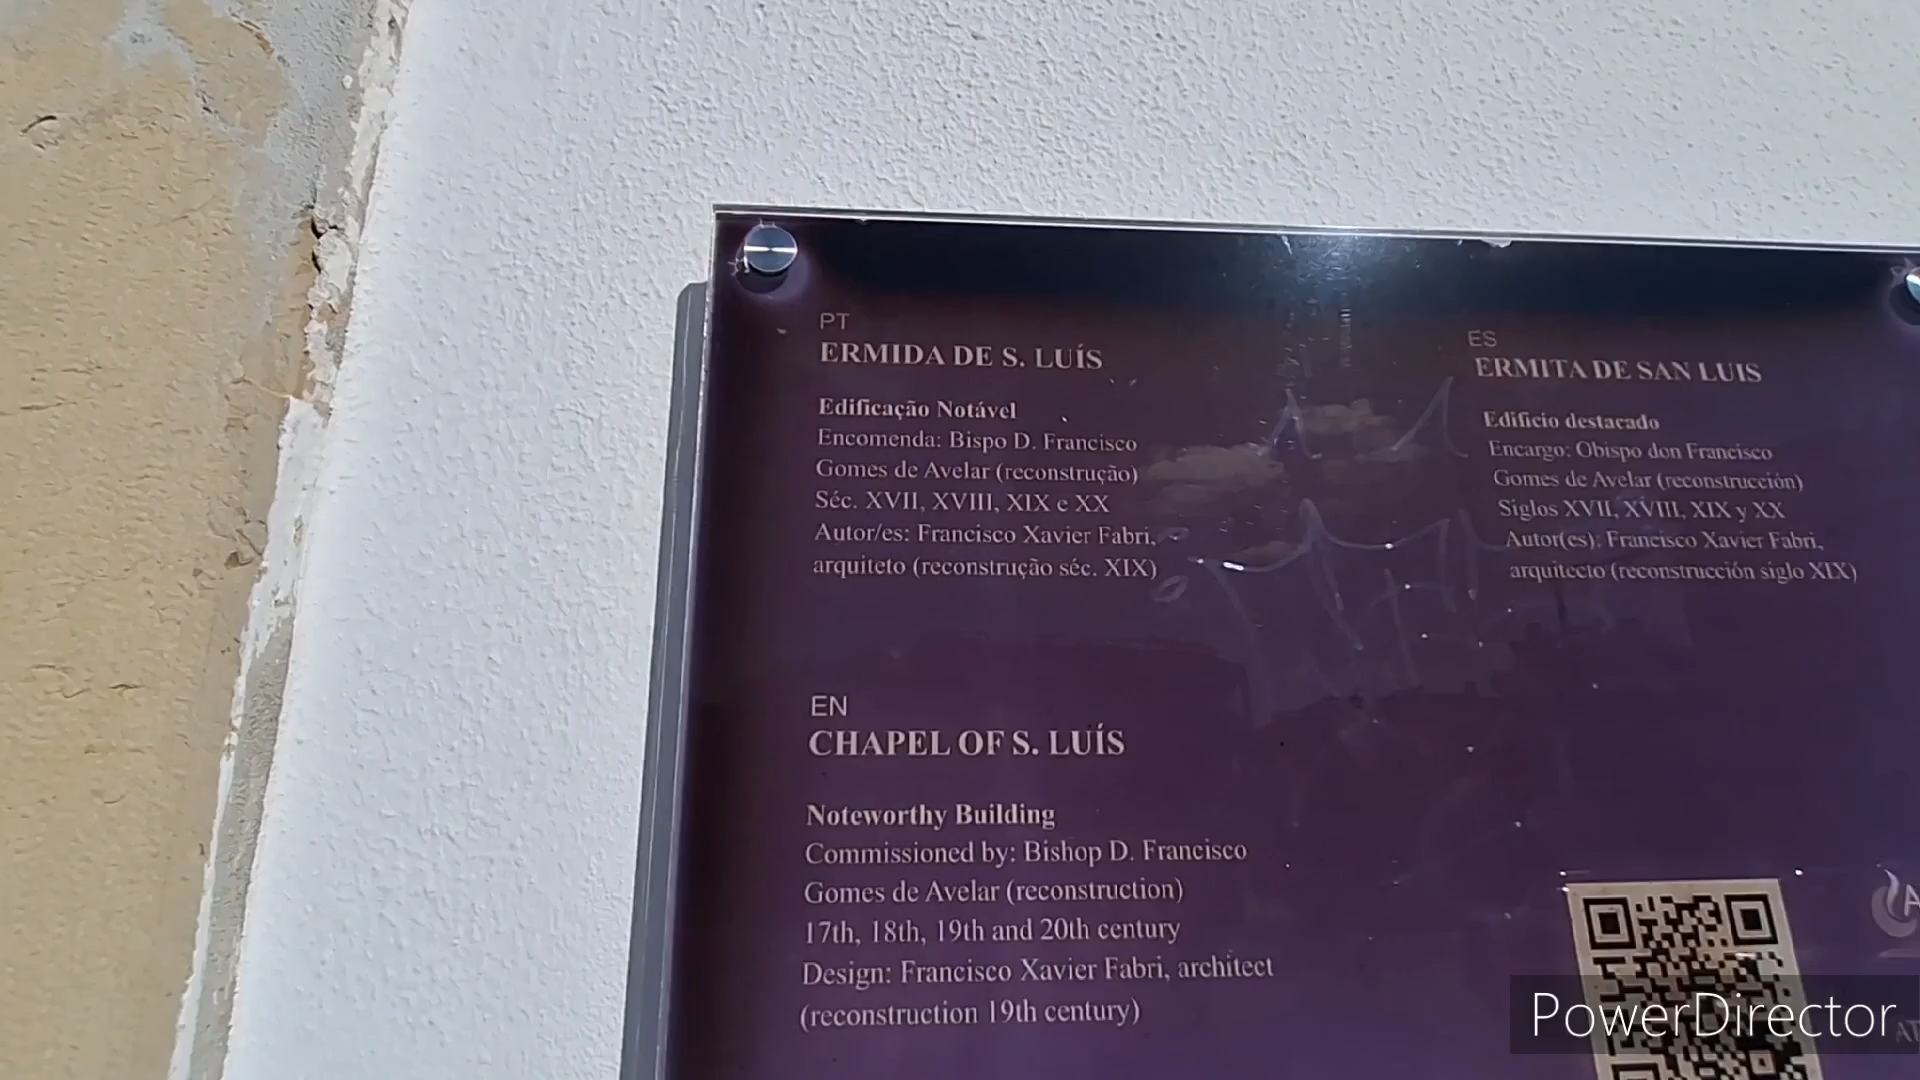 PT
ERMIDA DE S. LUÍS
Edificação Notável
Encomenda: Bispo D. Francisco
Gomes de Avelar (reconstrução)
Séc. XVII, XVIII, XIX e XX
Autor/es: Francisco Xavier Fabri,
arquiteto (reconstrução séc. XIX)
ES
ERMITA DE SAN LUIS
Edificio destacado
Encargo: Obispo don Francisco
Gomes de Avelar (reconstrucción)
Siglos XVII, XVIII, XIX y XX
Autor(es): Francisco Xavier Fabri,
arquitecto (reconstrucción siglo XIX)
EN
CHAPEL OF S. LUÍS
Noteworthy Building
Commissioned by: Bishop D. Francisco
Gomes de Avelar (reconstruction)
17th, 18th, 19th and 20th century
Design: Francisco Xavier Fabri, architect
(reconstruction 19th century)
PowerDirector